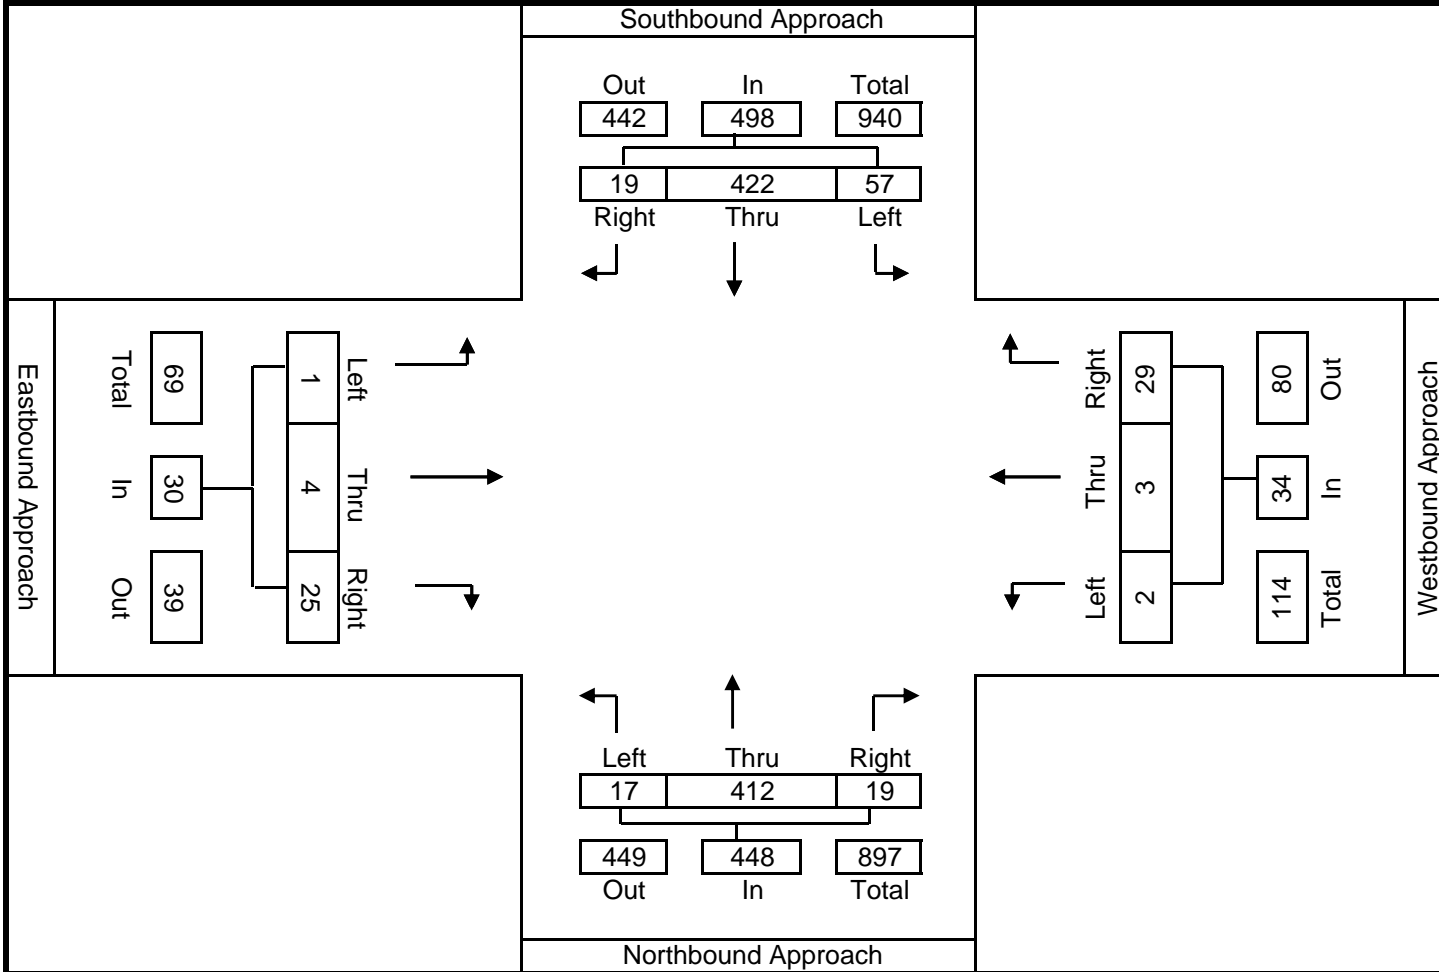 Southbound Approach
Out In Total
442 498 940
19 422 57
Right Thru Left
Eastbound Approach
Total In Out
69 30 39
1 4 25
Left Thru Right
Right Thru Left
29 3 2
80 34 114
Out In Total
Westbound Approach
Left Thru Right
17 412 19
449 448 897
Out In Total
Northbound Approach